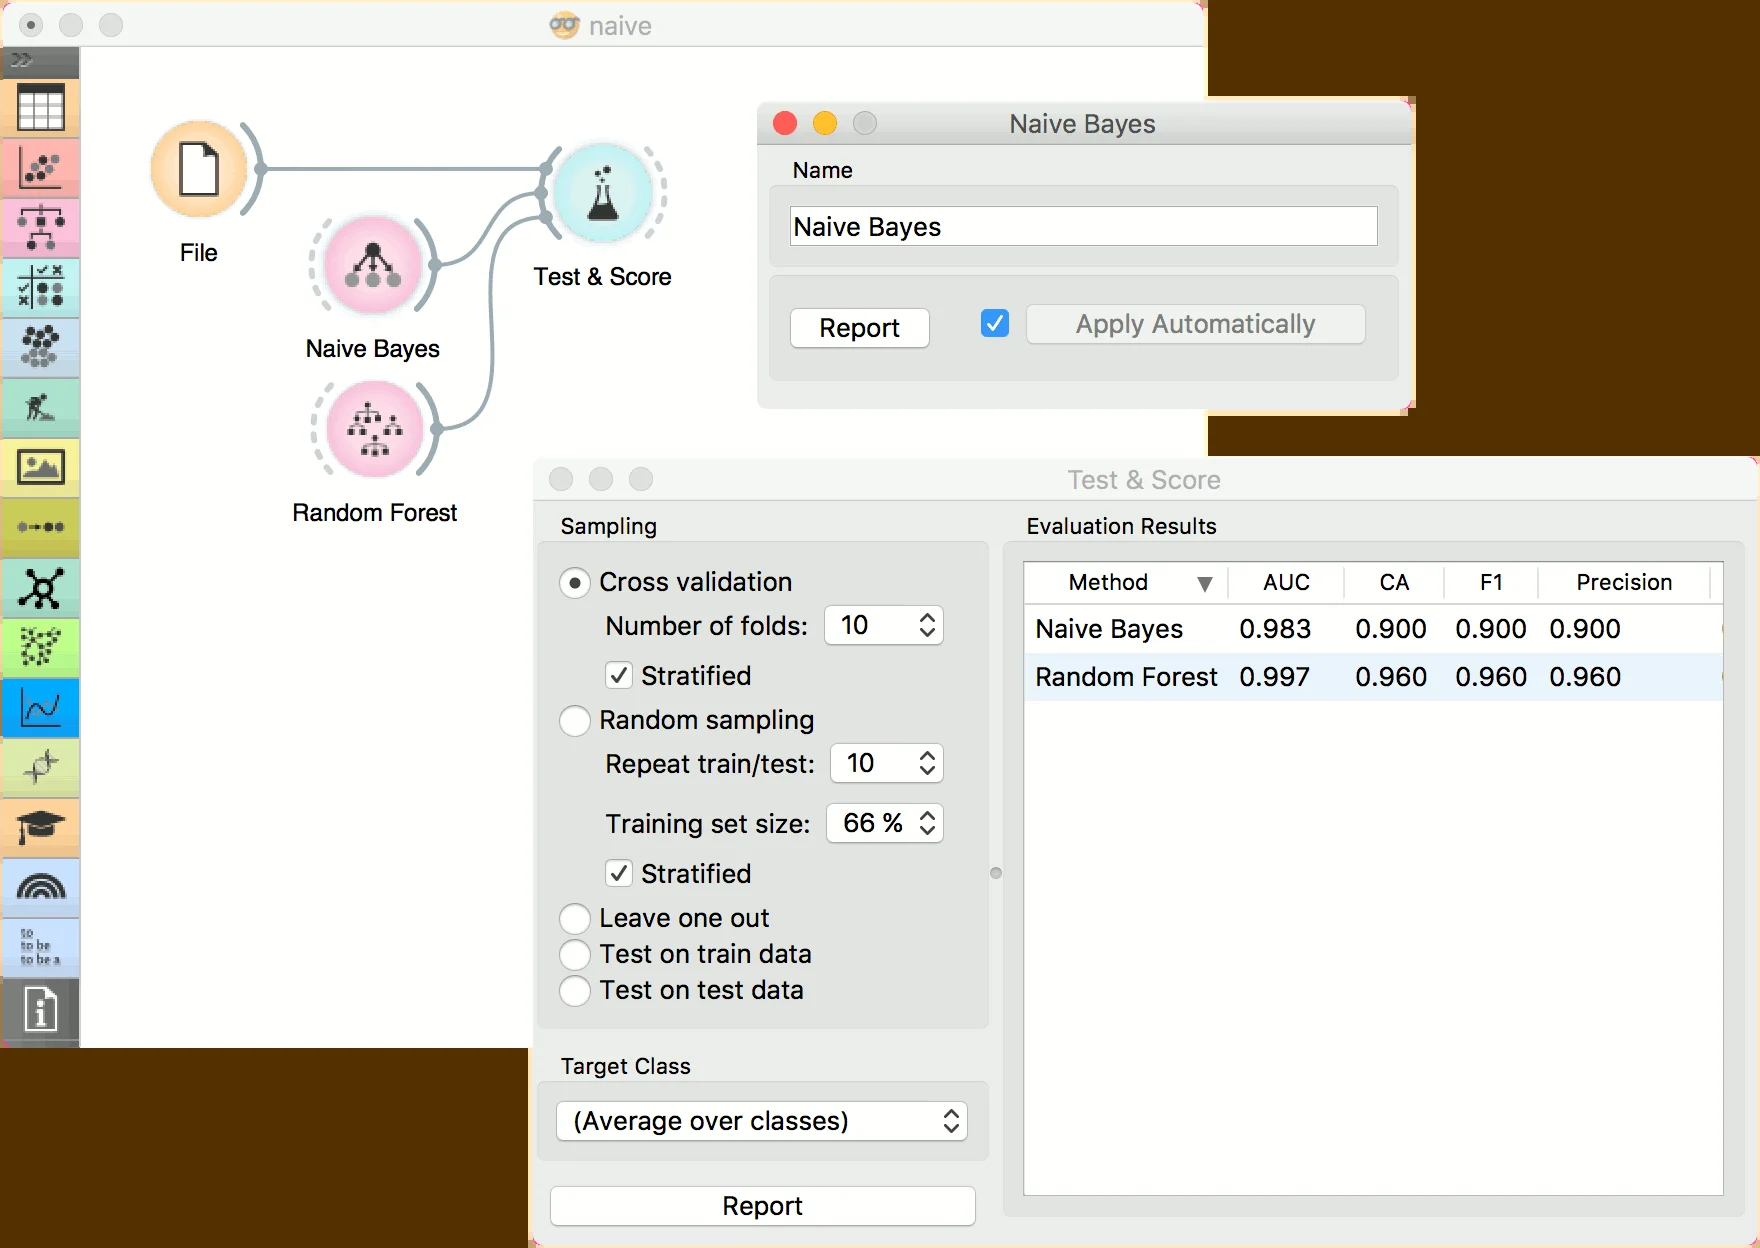 naive
File
Naive Bayes
Random Forest
Test & Score
to
to be
to be a
Naive Bayes
Name
Naive Bayes
Report
Apply Automatically
Test & Score
Sampling
Cross validation
Number of folds: 10
Stratified
Random sampling
Repeat train/test: 10
Training set size: 66 %
Stratified
Leave one out
Test on train data
Test on test data
Target Class
(Average over classes)
Report
Evaluation Results
Method AUC CA F1 Precision
Naive Bayes 0.983 0.900 0.900 0.900
Random Forest 0.997 0.960 0.960 0.960